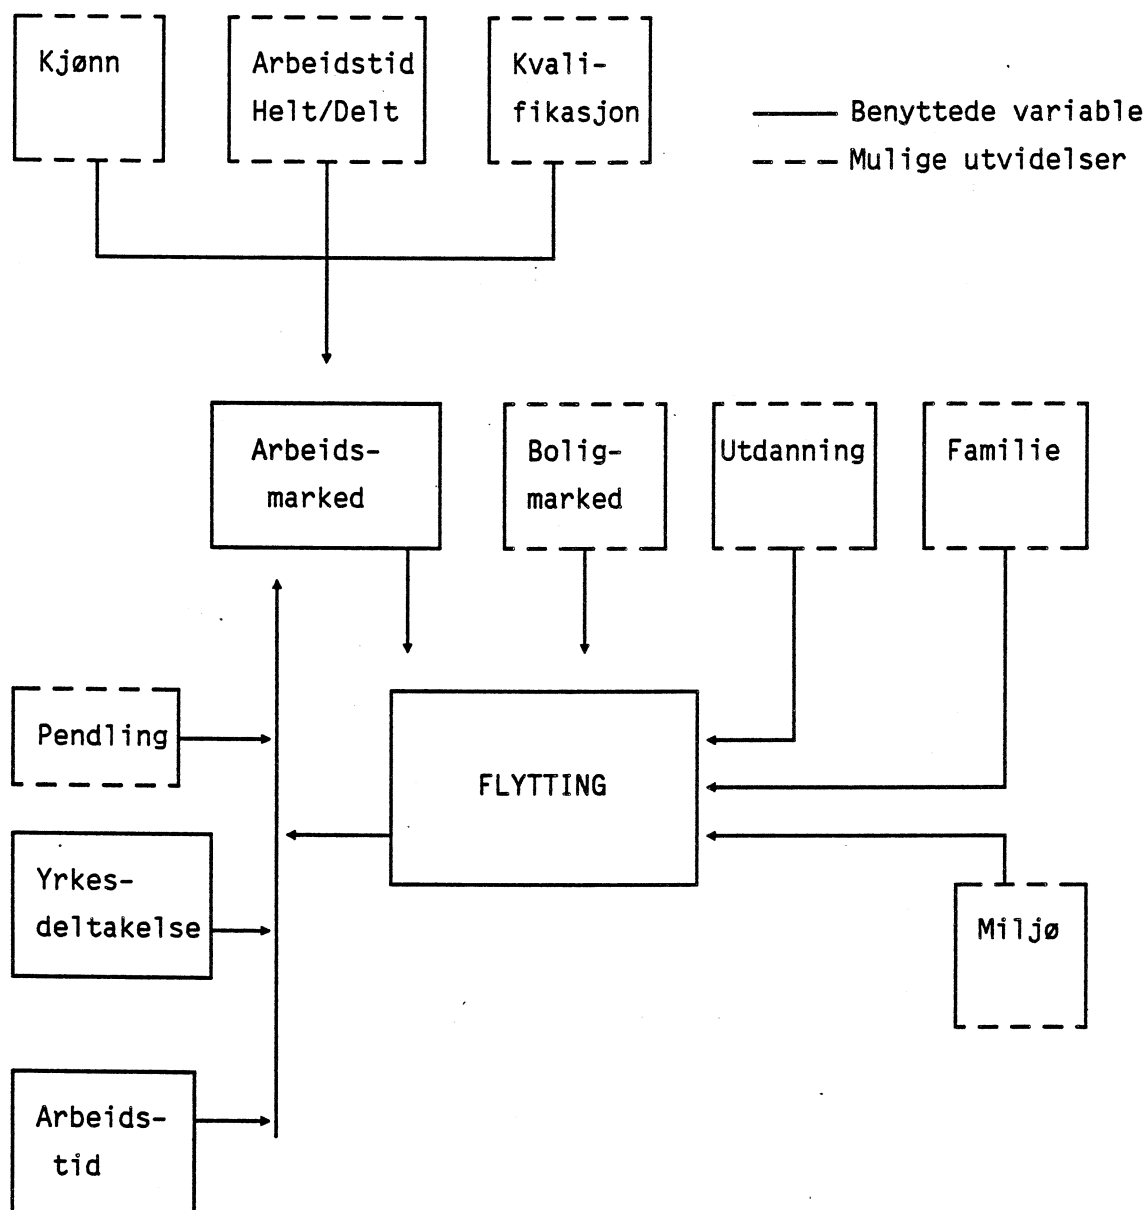 Kjønn
Arbeidstid
Helt/Delt
Kvali-
fikasjon
Benyttede variable
Mulige utvidelser
Arbeids-
marked
Bolig-
marked
Utdanning
Familie
Pendling
FLYTTING
Yrkes-
deltakelse
Miljø
Arbeids-
tid